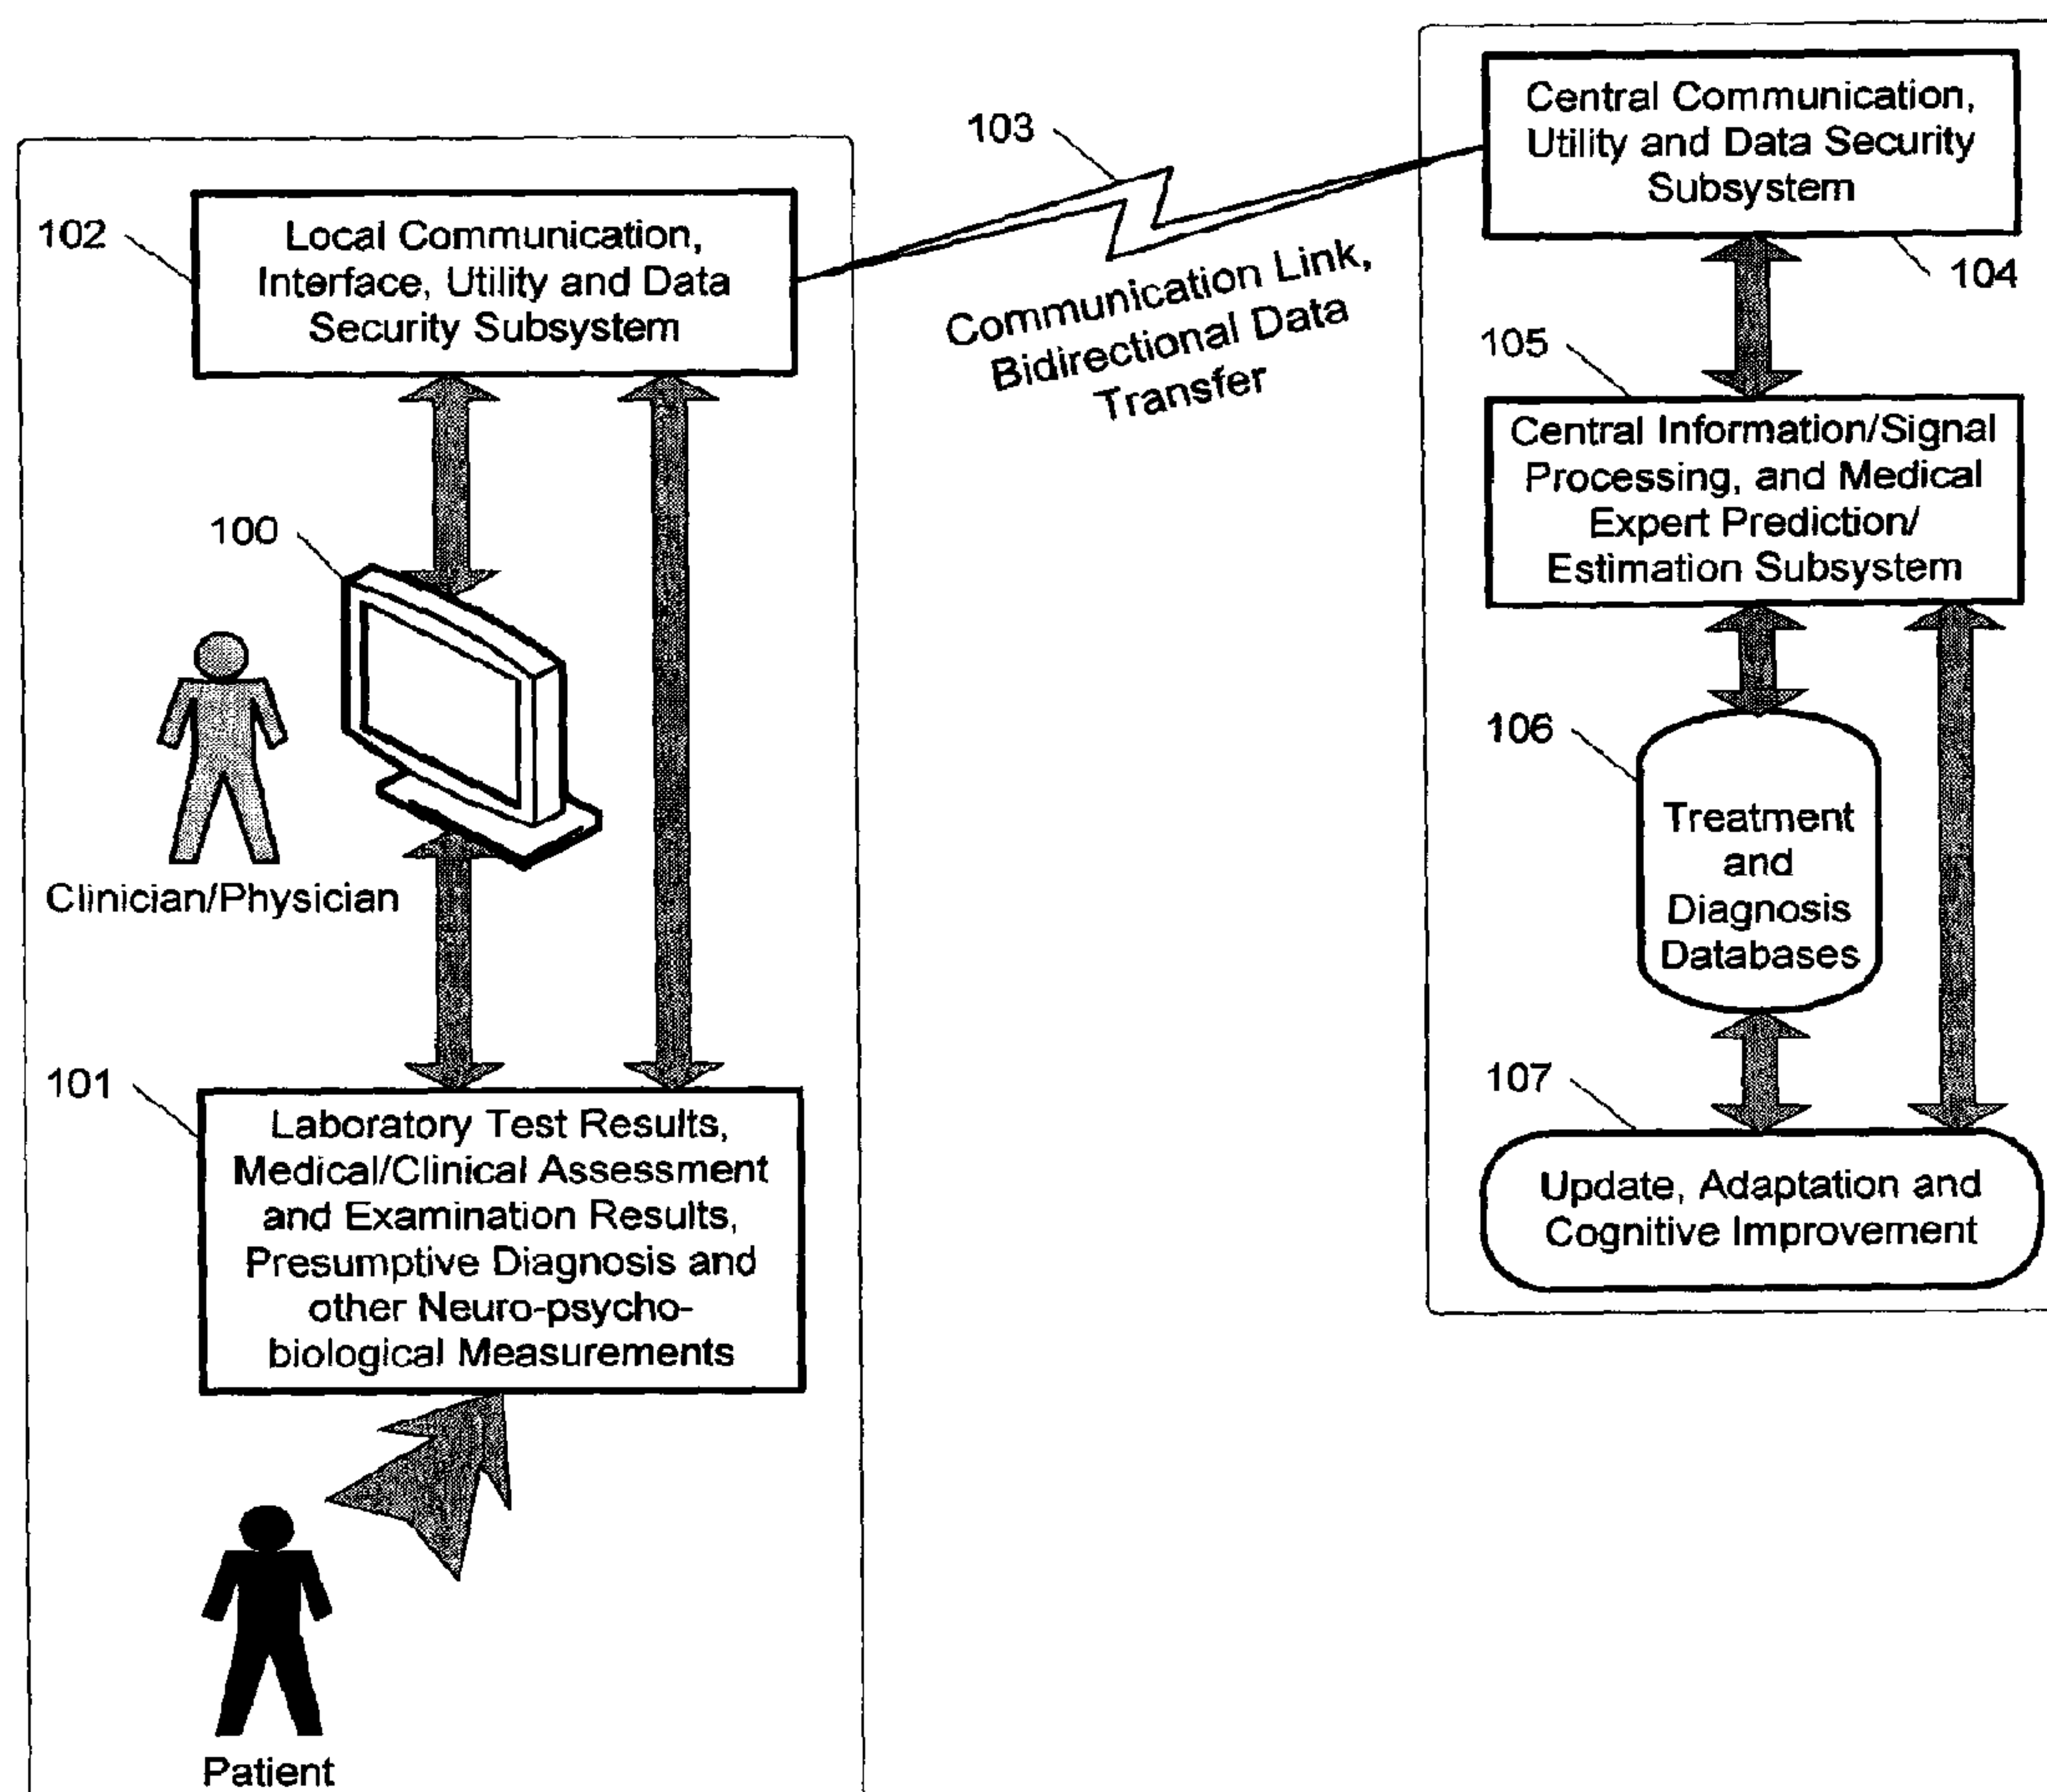 102
Local Communication,
Interface, Utility and Data
Security Subsystem
100
Clinician/Physician
101
Laboratory Test Results,
Medical/Clinical Assessment
and Examination Results,
Presumptive Diagnosis and
other Neuro-psycho-
biological Measurements
Patient
103
Communication Link,
Bidirectional Data
Transfer
Central Communication,
Utility and Data Security
Subsystem
104
105
Central Information/Signal
Processing, and Medical
Expert Prediction/
Estimation Subsystem
106
Treatment
and
Diagnosis
Databases
107
Update, Adaptation and
Cognitive Improvement